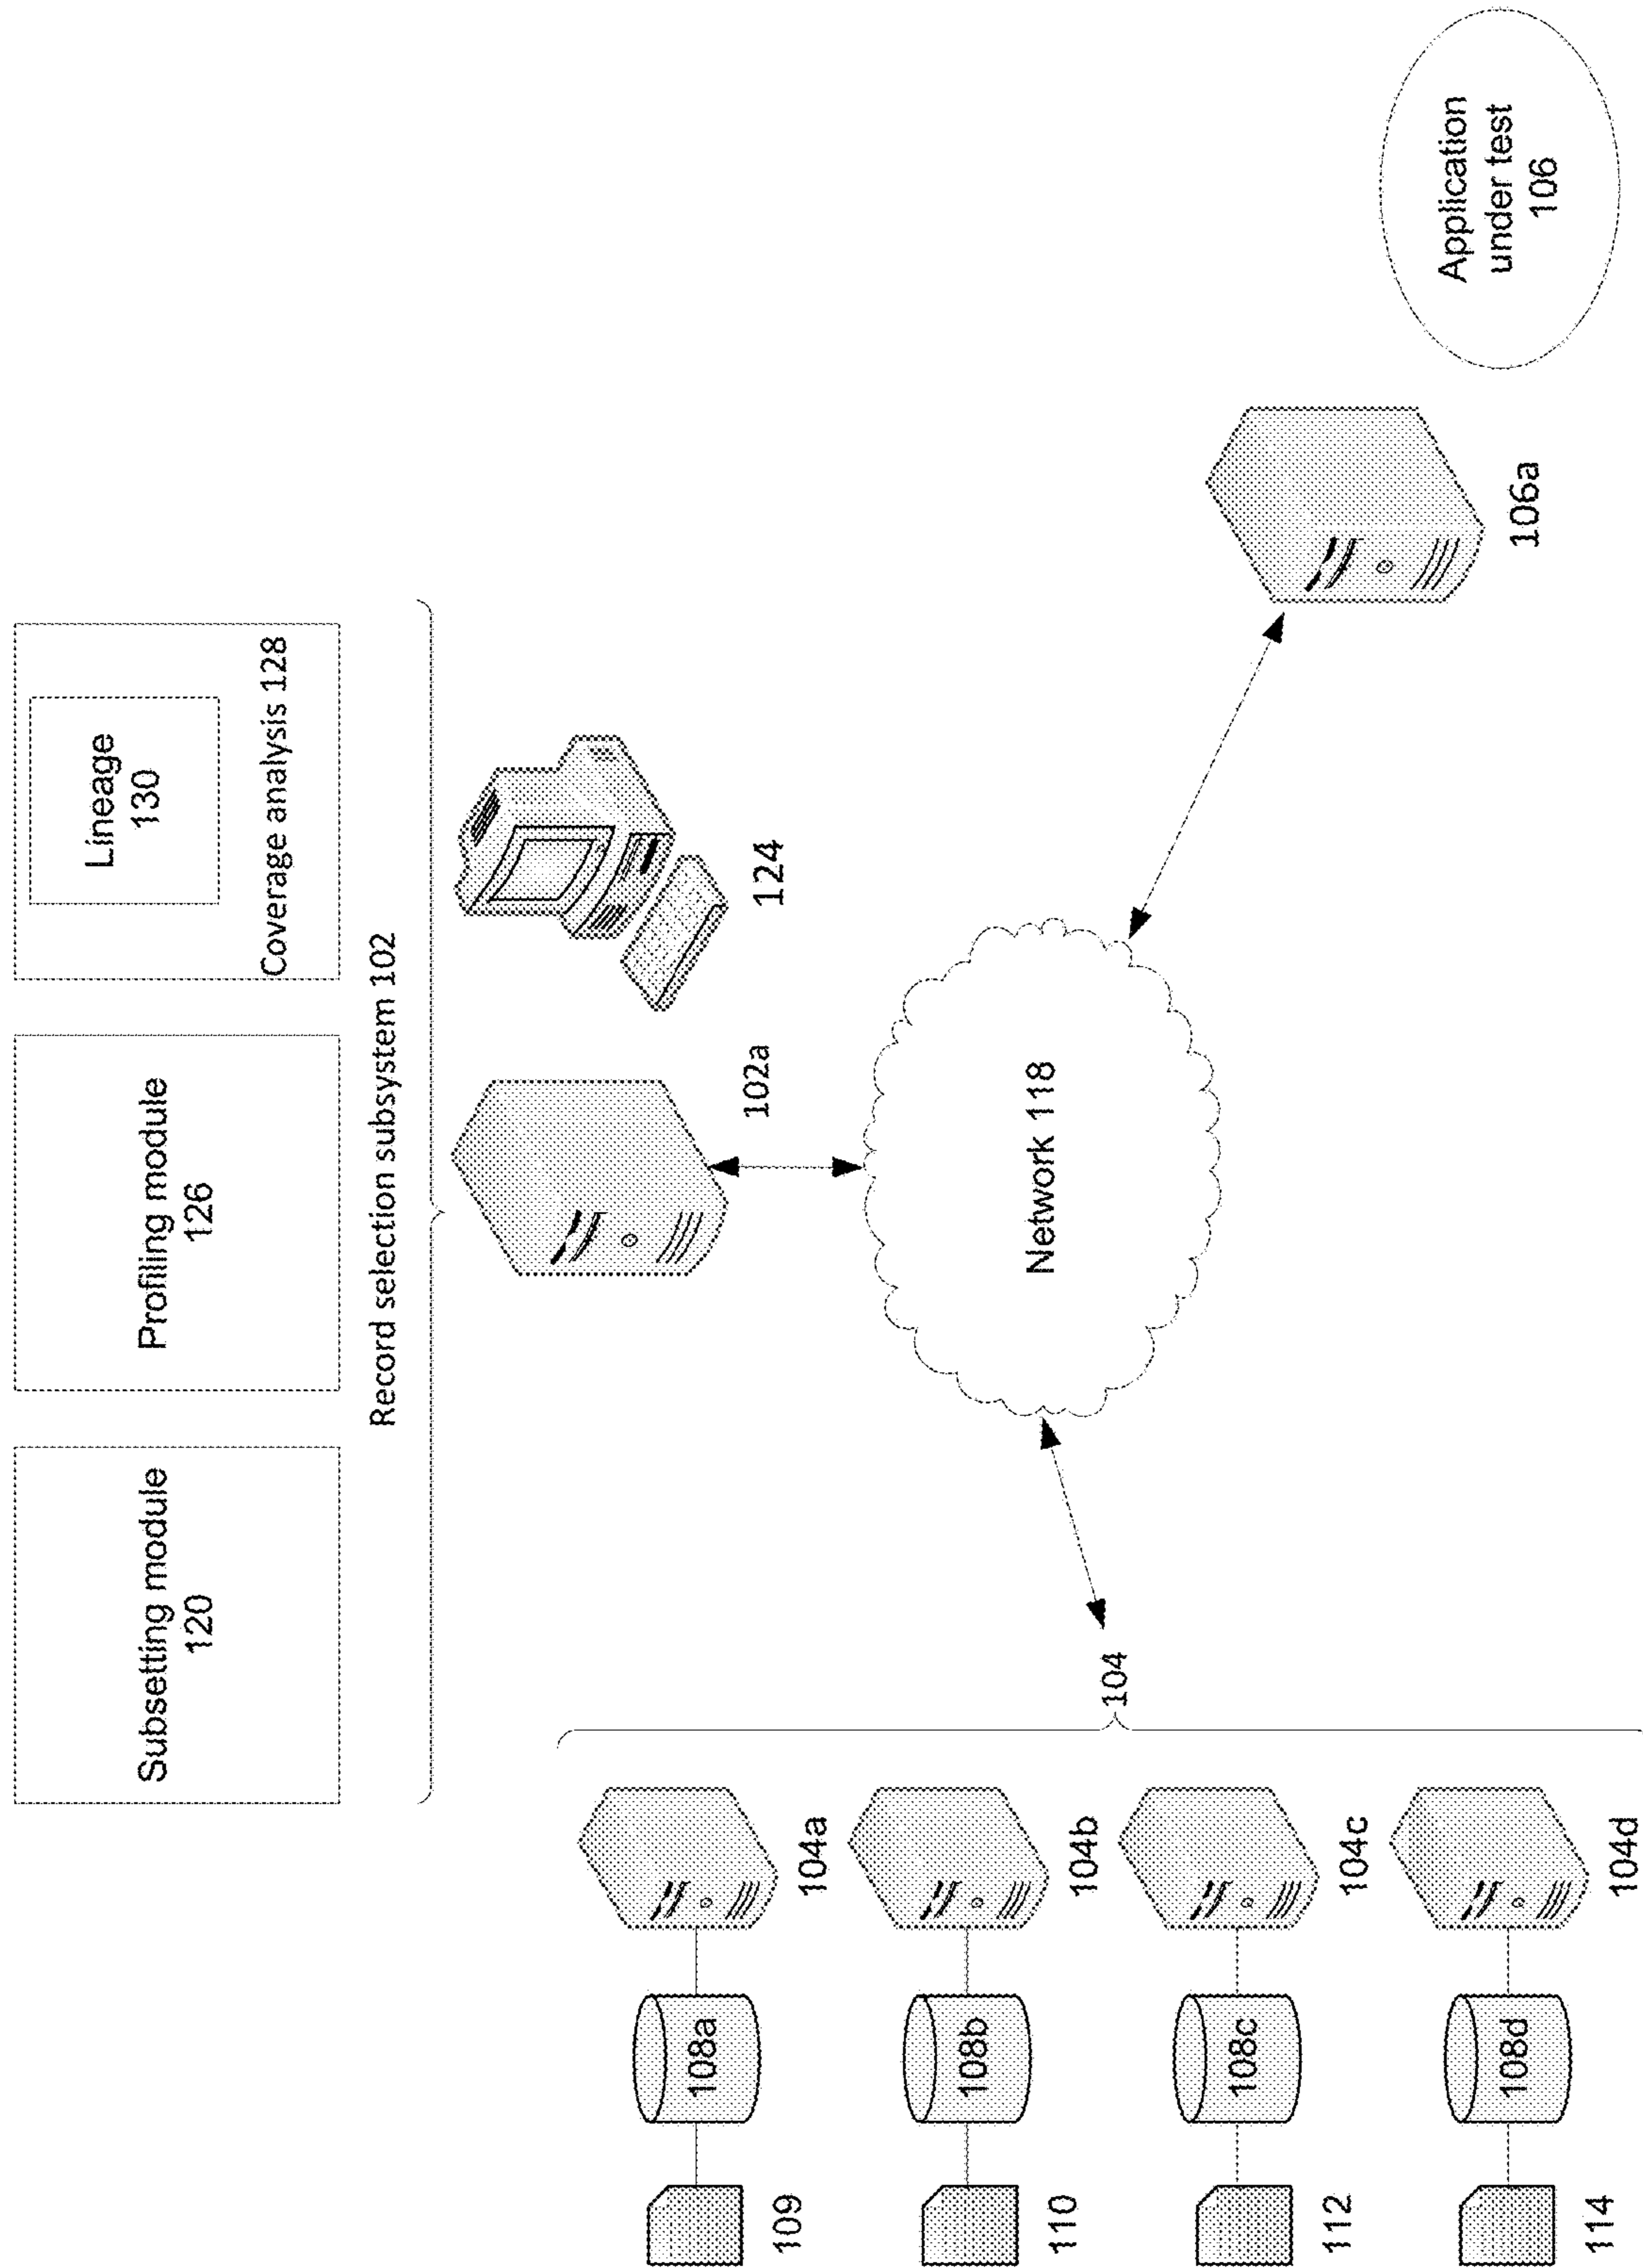 Subsetting module
120
Profiling module
126
Lineage
130
Coverage analysis 128
Record selection subsystem 102
102a
124
Network 118
104
109
108a
104a
110
108b
104b
112
108c
104c
114
108d
104d
106a
Application
under test
106